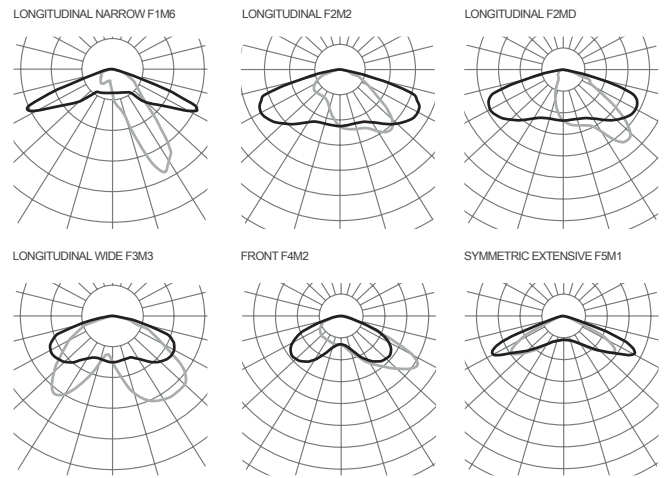 LONGITUDINAL NARROW F1M6
LONGITUDINAL F2M2
LONGITUDINAL F2MD
LONGITUDINAL WIDE F3M3
FRONT F4M2
SYMMETRIC EXTENSIVE F5M1